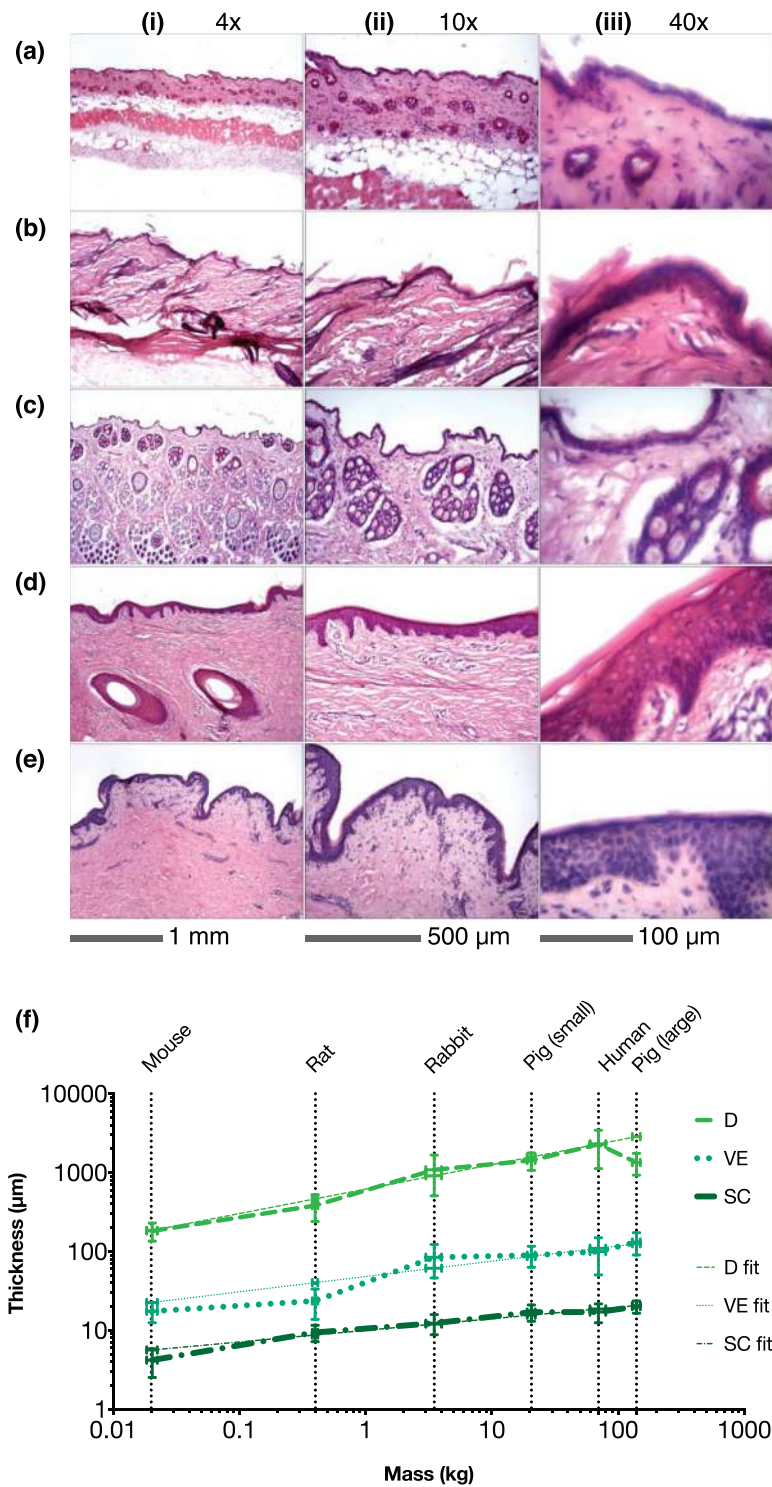 (i) 4x (ii) 10x (iii) 40x
(a)
(b)
(c)
(d)
(e)
1 mm 500 µm 100 µm
(f)
Mouse
Rat
Rabbit
Pig (small)
Human
Pig (large)
10000
1000
100
10
1
Thickness (µm)
0.01 0.1 1 10 100 1000
Mass (kg)
D
VE
SC
D fit
VE fit
SC fit